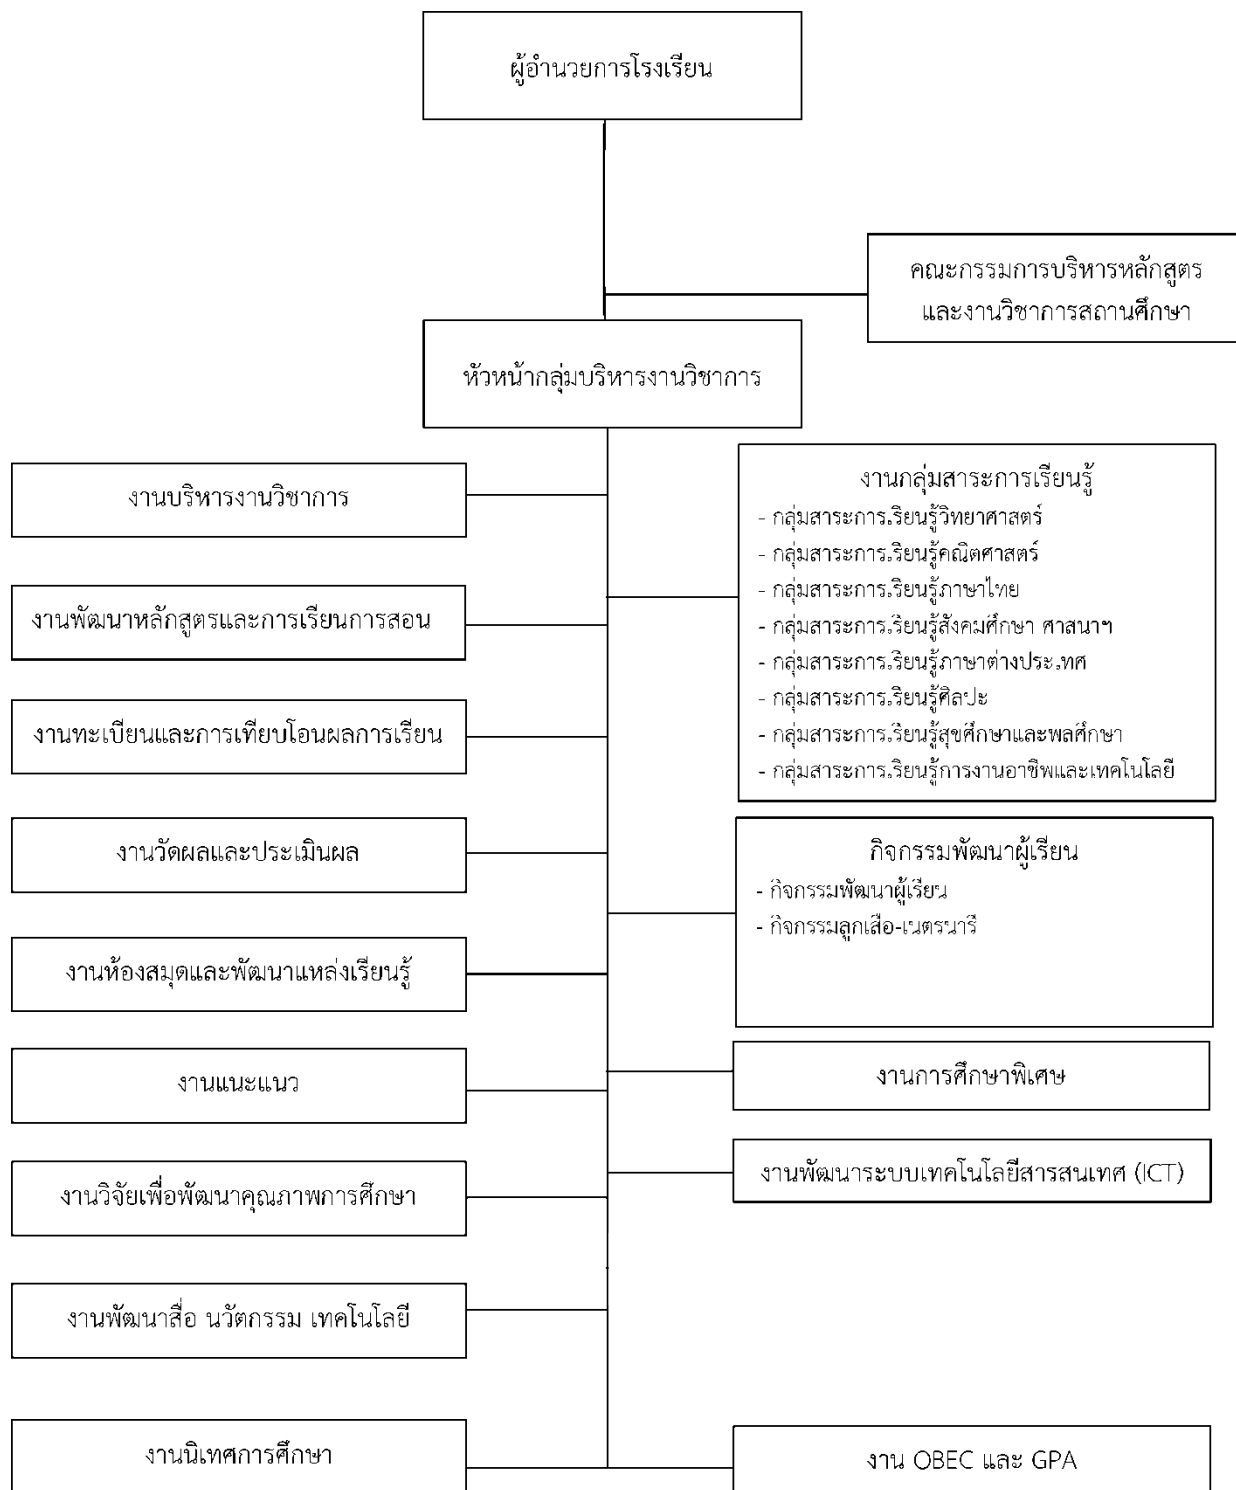 ผู้อำนวยการโรงเรียน
คณะกรรมการบริหารหลักสูตร
และงานวิชาการสถานศึกษา
หัวหน้ากลุ่มบริหารงานวิชาการ
งานบริหารงานวิชาการ
งานพัฒนาหลักสูตรและการเรียนการสอน
งานทะเบียนและการเทียบโอนผลการเรียน
งานวัดผลและประเมินผล
งานห้องสมุดและพัฒนาแหล่งเรียนรู้
งานแนะแนว
งานวิจัยเพื่อพัฒนาคุณภาพการศึกษา
งานพัฒนาสื่อ นวัตกรรม เทคโนโลยี
งานนิเทศการศึกษา
งานกลุ่มสาระการเรียนรู้
- กลุ่มสาระการเรียนรู้วิทยาศาสตร์
- กลุ่มสาระการเรียนรู้คณิตศาสตร์
- กลุ่มสาระการเรียนรู้ภาษาไทย
- กลุ่มสาระการเรียนรู้สังคมศึกษา ศาสนาฯ
- กลุ่มสาระการเรียนรู้ภาษาต่างประเทศ
- กลุ่มสาระการเรียนรู้ศิลปะ
- กลุ่มสาระการเรียนรู้สุขศึกษาและพลศึกษา
- กลุ่มสาระการเรียนรู้การงานอาชีพและเทคโนโลยี
กิจกรรมพัฒนาผู้เรียน
- กิจกรรมพัฒนาผู้เรียน
- กิจกรรมลูกเสือ-เนตรนารี
งานการศึกษาพิเศษ
งานพัฒนาระบบเทคโนโลยีสารสนเทศ (ICT)
งาน OBEC และ GPA